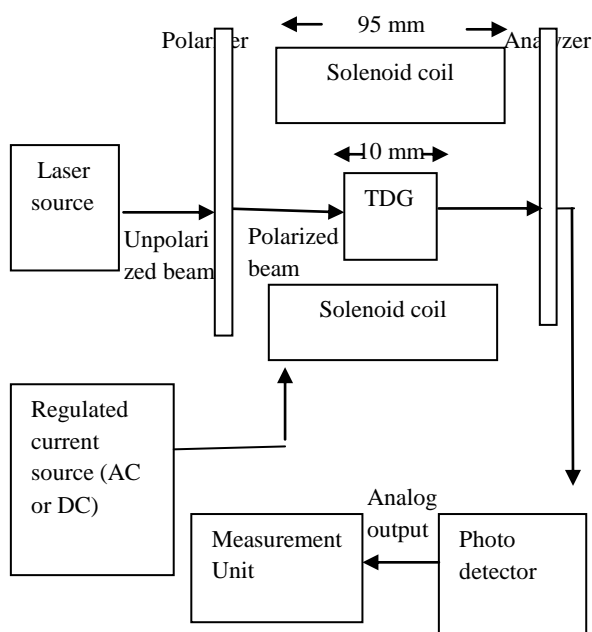 95 mm
Polarizer
Analyzer
Solenoid coil
10 mm
Laser
source
TDG
Unpolari
zed beam
Polarized
beam
Solenoid coil
Regulated
current
source (AC
or DC)
Analog
output
Measurement
Unit
Photo
detector